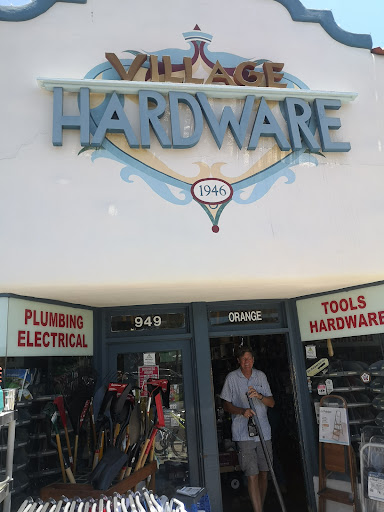 VILLAGE
HARDWARE
1946
PLUMBING
ELECTRICAL
949
ORANGE
TOOLS
HARDWARE